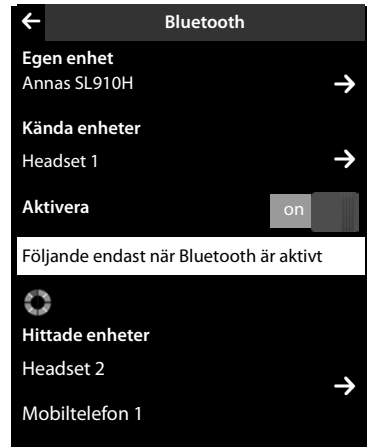 Bluetooth
Egen enhet
Annas SL910H
Kända enheter
Headset 1
Aktivera on
Följande endast när Bluetooth är aktivt
Hittade enheter
Headset 2
Mobiltelefon 1